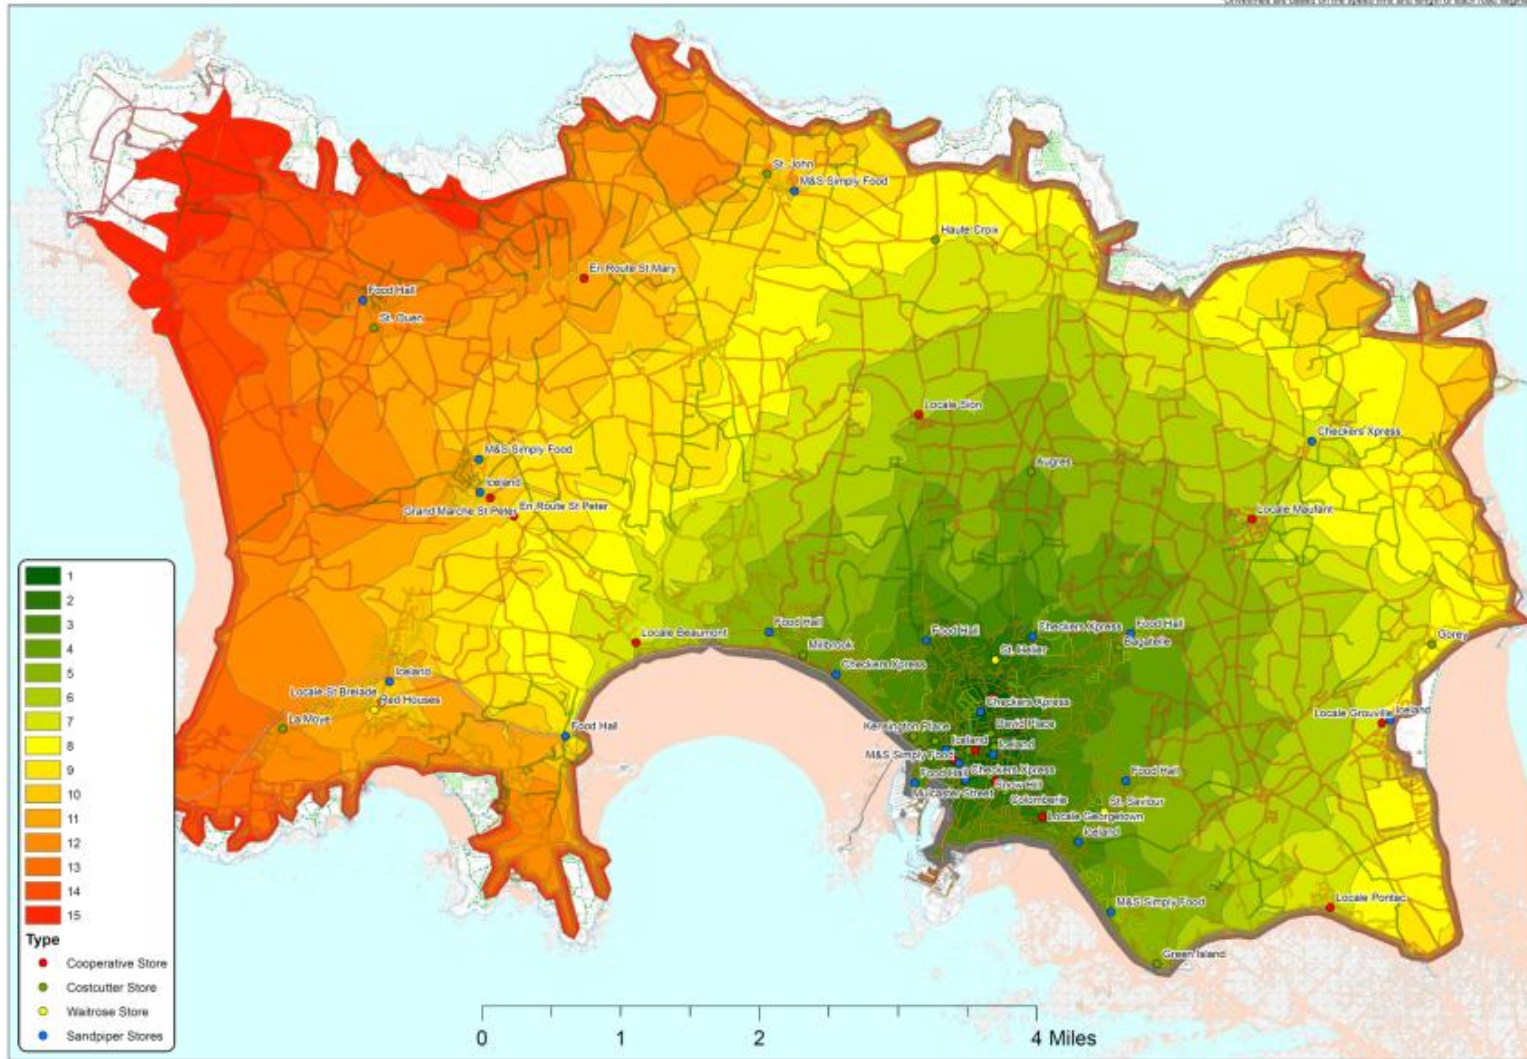 St. John
M&S Simply Food
Haute Croix
En Route St Mary
Food Hall
St. Ouen
Locale Sion
Checkers Xpress
M&S Simply Food
Augres
Iceland
Grand Marche St Peter
En Route St Peter
Locale Maufant
Food Hall
Checkers Xpress
Food Hall
Locale Beaumont
Food Hall
Millbrook
Bagatelle
Gorey
St. Helier
Checkers Xpress
Iceland
Locale St Brelade
Red Houses
La Moye
Checkers Xpress
Food Hall
Kensington Place
David Place
Locale Grouville
Iceland
Iceland
Iceland
M&S Simply Food
Food Hall
Checkers Xpress
Food Hall
Mulcaster Street
Snow Hill
Colomberie
St. Saviour
Locale Georgetown
Iceland
M&S Simply Food
Locale Pontac
Green Island
1
2
3
4
5
6
7
8
9
10
11
12
13
14
15
Type
Cooperative Store
Costcutter Store
Waitrose Store
Sandpiper Stores
0 1 2 4 Miles